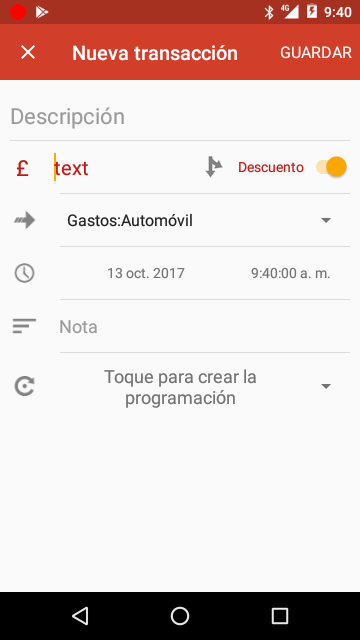 4G 9:40
Nueva transacción GUARDAR
Descripción
£ text Descuento
Gastos:Automóvil
13 oct. 2017 9:40:00 a. m.
Nota
Toque para crear la
programación